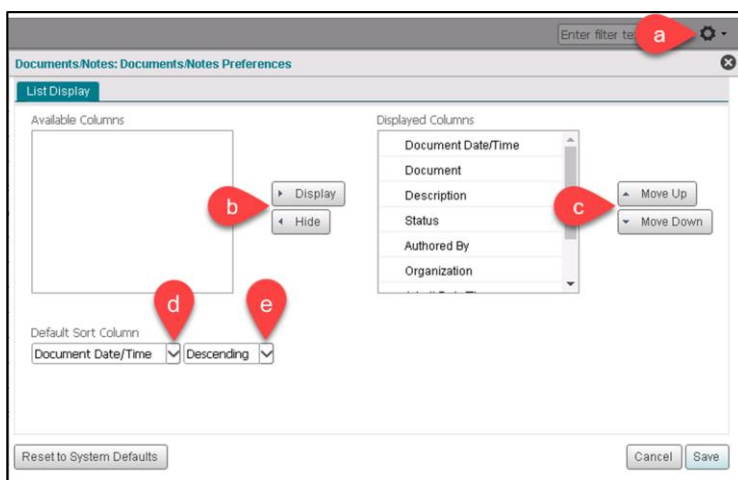 Enter filter te
a
Documents/Notes: Documents/Notes Preferences
List Display
Available Columns
Displayed Columns
Document Date/Time
Document
Description
Status
Authored By
Organization
b
Display
Hide
c
Move Up
Move Down
d
e
Default Sort Column
Document Date/Time
Descending
Reset to System Defaults
Cancel
Save